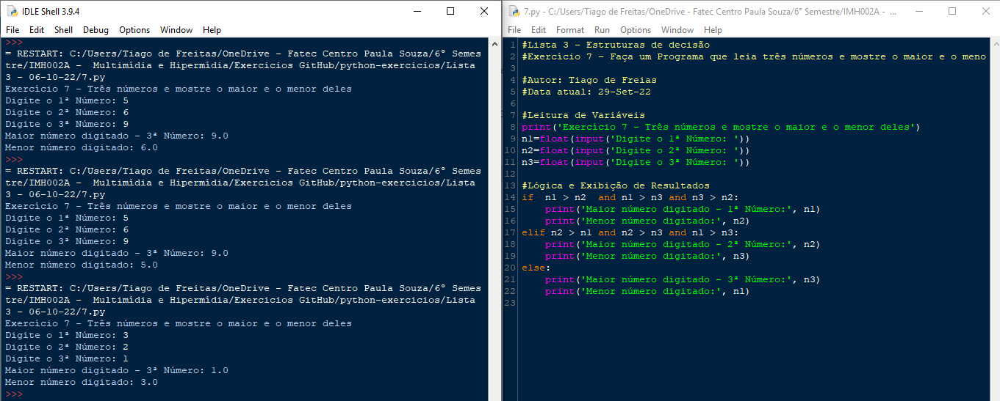 IDLE Shell 3.9.4
File Edit Shell Debug Options Window Help
>>>
= RESTART: C:/Users/Tiago de Freitas/OneDrive - Fatec Centro Paula Souza/6° Semes
tre/IMH002A -  Multimídia e Hipermídia/Exercicios GitHub/python-exercicios/Lista
3 - 06-10-22/7.py
Exercício 7 - Três números e mostre o maior e o menor deles
Digite o 1ª Número: 5
Digite o 2ª Número: 6
Digite o 3ª Número: 9
Maior número digitado - 3ª Número: 9.0
Menor número digitado: 6.0
>>>
= RESTART: C:/Users/Tiago de Freitas/OneDrive - Fatec Centro Paula Souza/6° Semes
tre/IMH002A -  Multimídia e Hipermídia/Exercicios GitHub/python-exercicios/Lista
3 - 06-10-22/7.py
Exercício 7 - Três números e mostre o maior e o menor deles
Digite o 1ª Número: 5
Digite o 2ª Número: 6
Digite o 3ª Número: 9
Maior número digitado - 3ª Número: 9.0
Menor número digitado: 5.0
>>>
= RESTART: C:/Users/Tiago de Freitas/OneDrive - Fatec Centro Paula Souza/6° Semes
tre/IMH002A -  Multimídia e Hipermídia/Exercicios GitHub/python-exercicios/Lista
3 - 06-10-22/7.py
Exercício 7 - Três números e mostre o maior e o menor deles
Digite o 1ª Número: 3
Digite o 2ª Número: 2
Digite o 3ª Número: 1
Maior número digitado - 3ª Número: 1.0
Menor número digitado: 3.0
>>>
7.py - C:/Users/Tiago de Freitas/OneDrive - Fatec Centro Paula Souza/6° Semestre/IMH002A - ...
File Edit Format Run Options Window Help
1 #Lista 3 - Estruturas de decisão
2 #Exercício 7 - Faça um Programa que leia três números e mostre o maior e o meno
3
4 #Autor: Tiago de Freias
5 #Data atual: 29-Set-22
6
7 #Leitura de Variáveis
8 print('Exercício 7 - Três números e mostre o maior e o menor deles')
9 n1=float(input('Digite o 1ª Número: '))
10 n2=float(input('Digite o 2ª Número: '))
11 n3=float(input('Digite o 3ª Número: '))
12
13 #Lógica e Exibição de Resultados
14 if  n1 > n2  and n1 > n3 and n3 > n2:
15     print('Maior número digitado - 1ª Número:', n1)
16     print('Menor número digitado:', n2)
17 elif n2 > n1 and n2 > n3 and n1 > n3:
18     print('Maior número digitado - 2ª Número:', n2)
19     print('Menor número digitado:', n3)
20 else:
21     print('Maior número digitado - 3ª Número:', n3)
22     print('Menor número digitado:', n1)
23